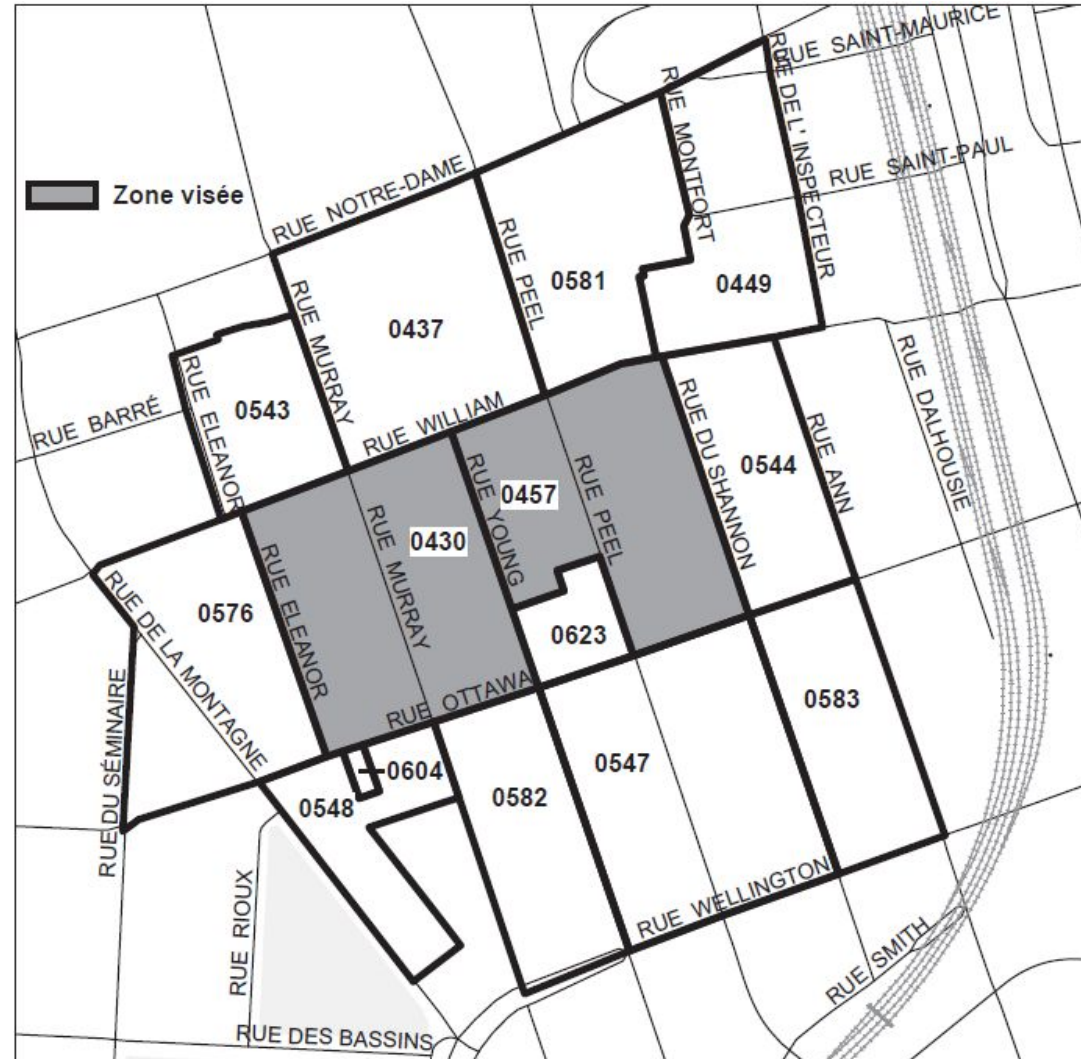 RUE SAINT-MAURICE
RUE DE L' INSPECTEUR
RUE MONTFORT
RUE SAINT-PAUL
Zone visée
RUE NOTRE-DAME
RUE PEEL
0581
0449
RUE MURRAY
0437
RUE ELEANOR
0543
RUE BARRÉ
RUE WILLIAM
RUE DU SHANNON
0544
RUE ANN
RUE DALHOUSIE
0457
RUE PEEL
RUE YOUNG
0430
RUE MURRAY
RUE ELEANOR
0576
RUE DE LA MONTAGNE
0623
RUE OTTAWA
RUE DU SÉMINAIRE
0583
0547
0604
0582
0548
RUE RIOUX
RUE WELLINGTON
RUE SMITH
RUE DES BASSINS